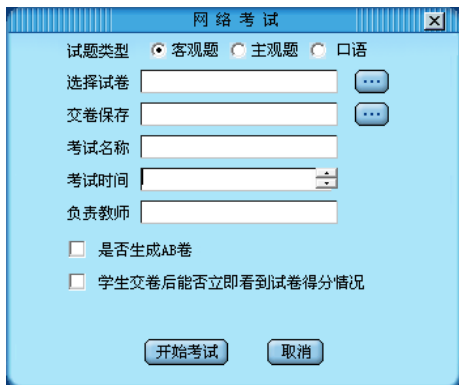 网络考试
试题类型 客观题 主观题 口语
选择试卷 ...
交卷保存 ...
考试名称
考试时间
负责教师
是否生成AB卷
学生交卷后能否立即看到试卷得分情况
开始考试 取消